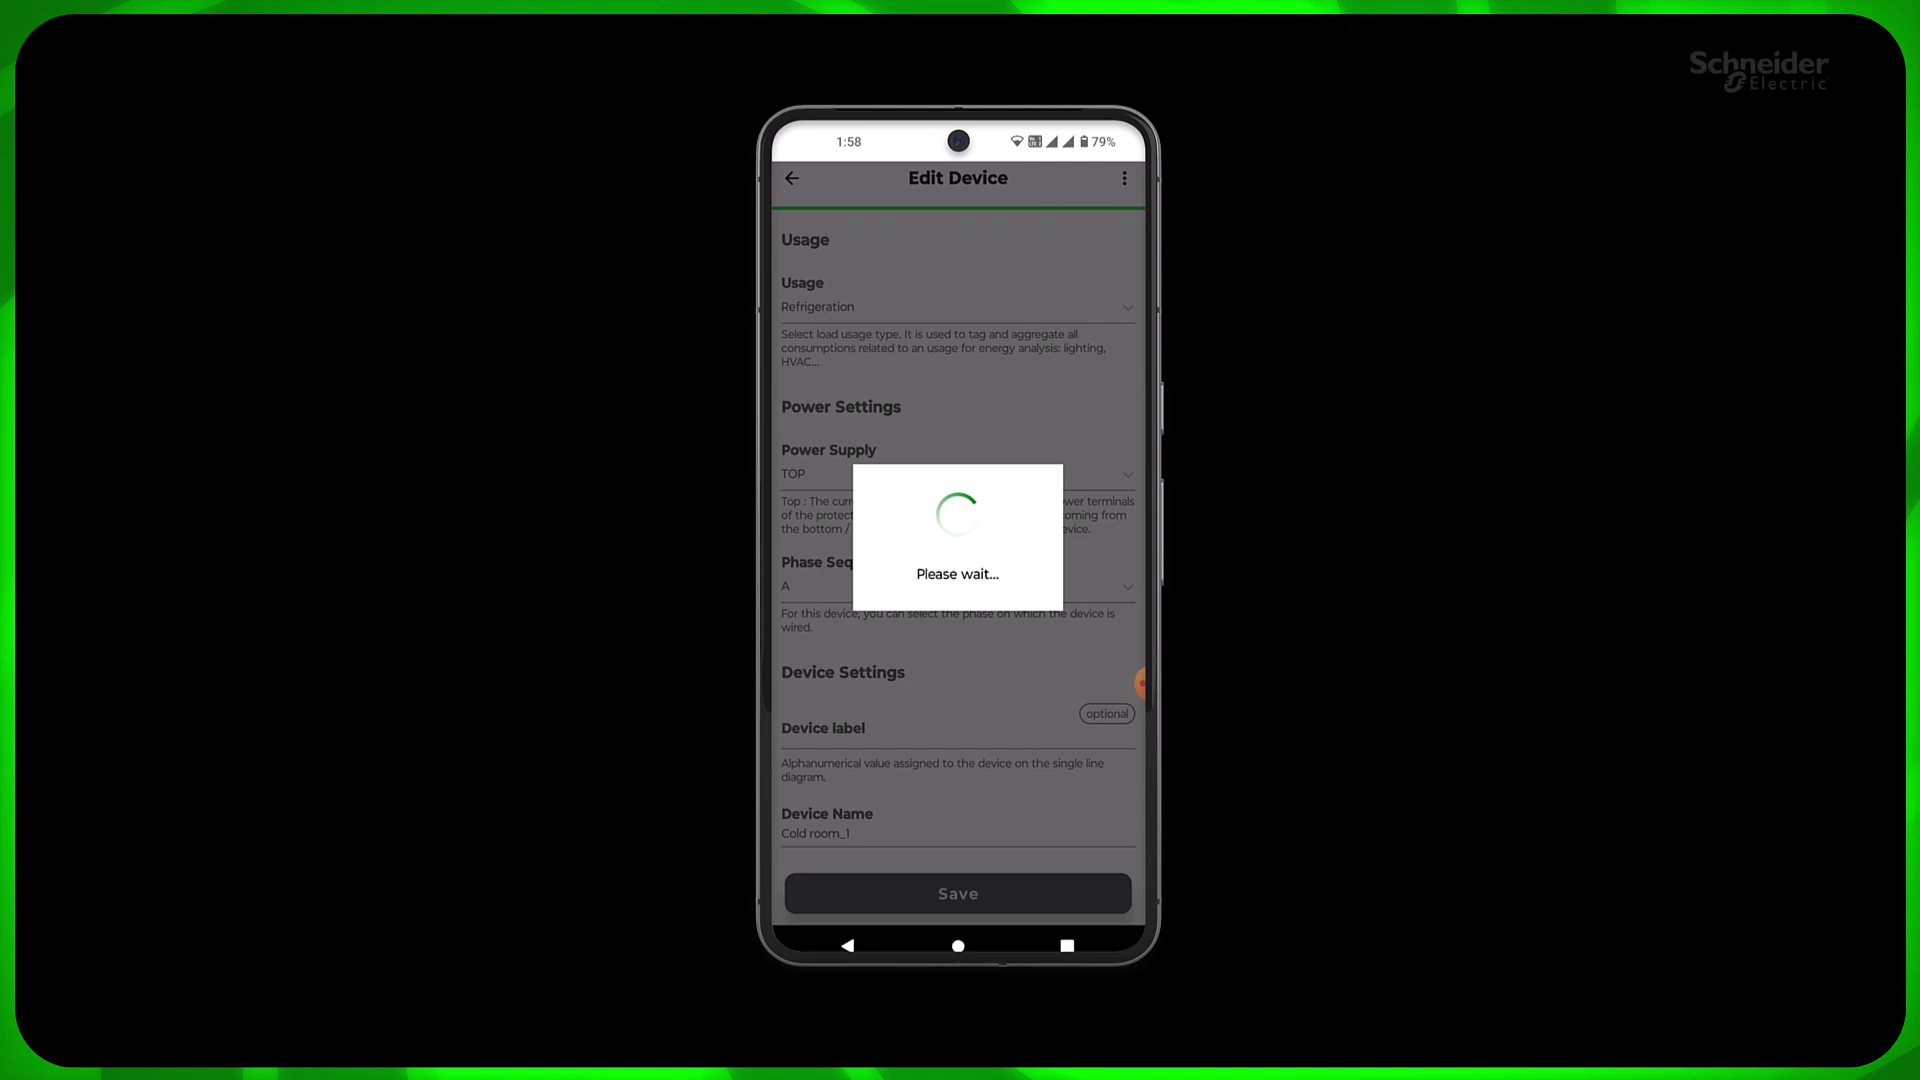 Schneider
Electric
1:58
79%
Edit Device
Usage
Usage
Refrigeration
Select load usage type. It is used to tag and aggregate all
consumptions related to an usage for energy analysis: lighting,
HVAC...
Power Settings
Power Supply
TOP
Top : The curr wer terminals
of the protect oming from
the bottom / evice.
Please wait...
Phase Seq
A
For this device, you can select the phase on which the device is
wired.
Device Settings
optional
Device label
Alphanumerical value assigned to the device on the single line
diagram.
Device Name
Cold room_1
Save